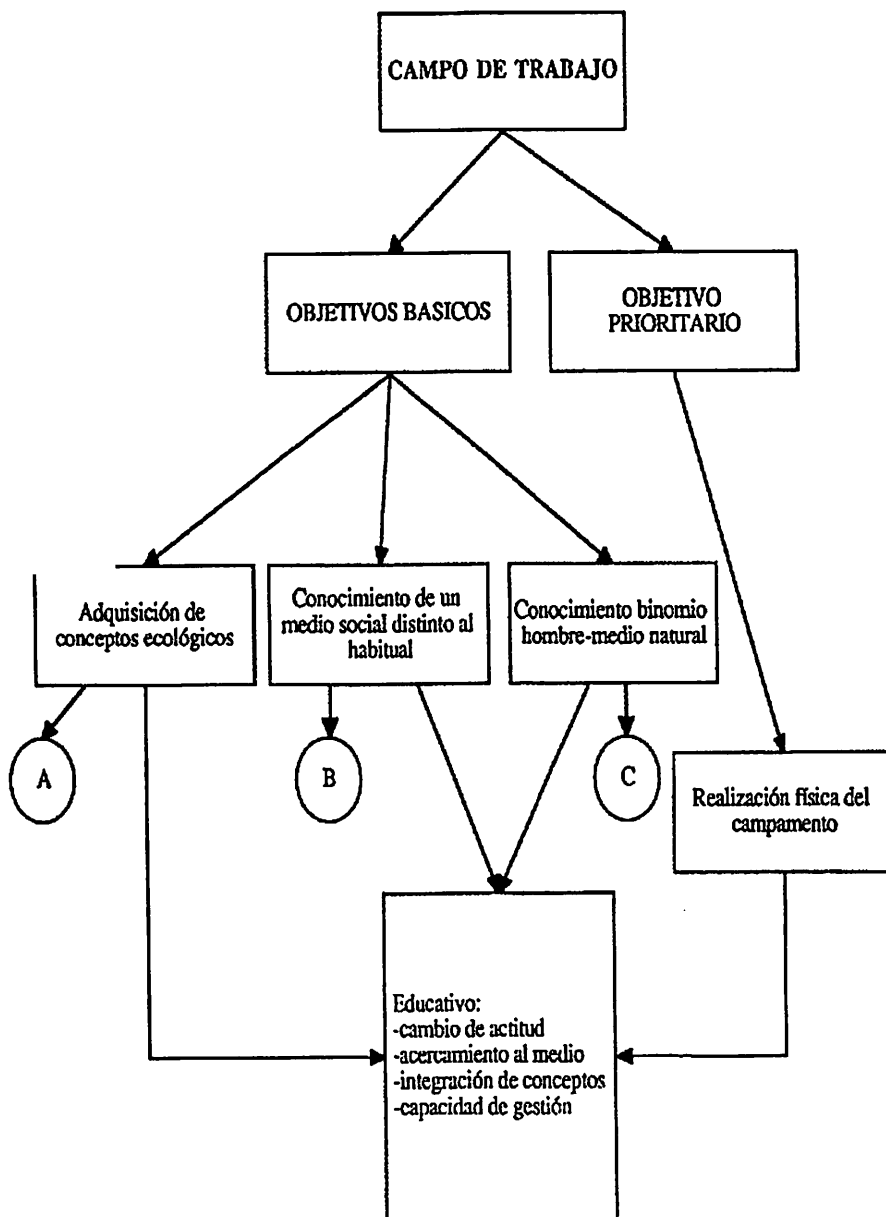 CAMPO DE TRABAJO
OBJETIVOS BASICOS
OBJETIVO
PRIORITARIO
Adquisición de
conceptos ecológicos
Conocimiento de un
medio social distinto al
habitual
Conocimiento binomio
hombre-medio natural
A
B
C
Realización física del
campamento
Educativo:
-cambio de actitud
-acercamiento al medio
-integración de conceptos
-capacidad de gestión